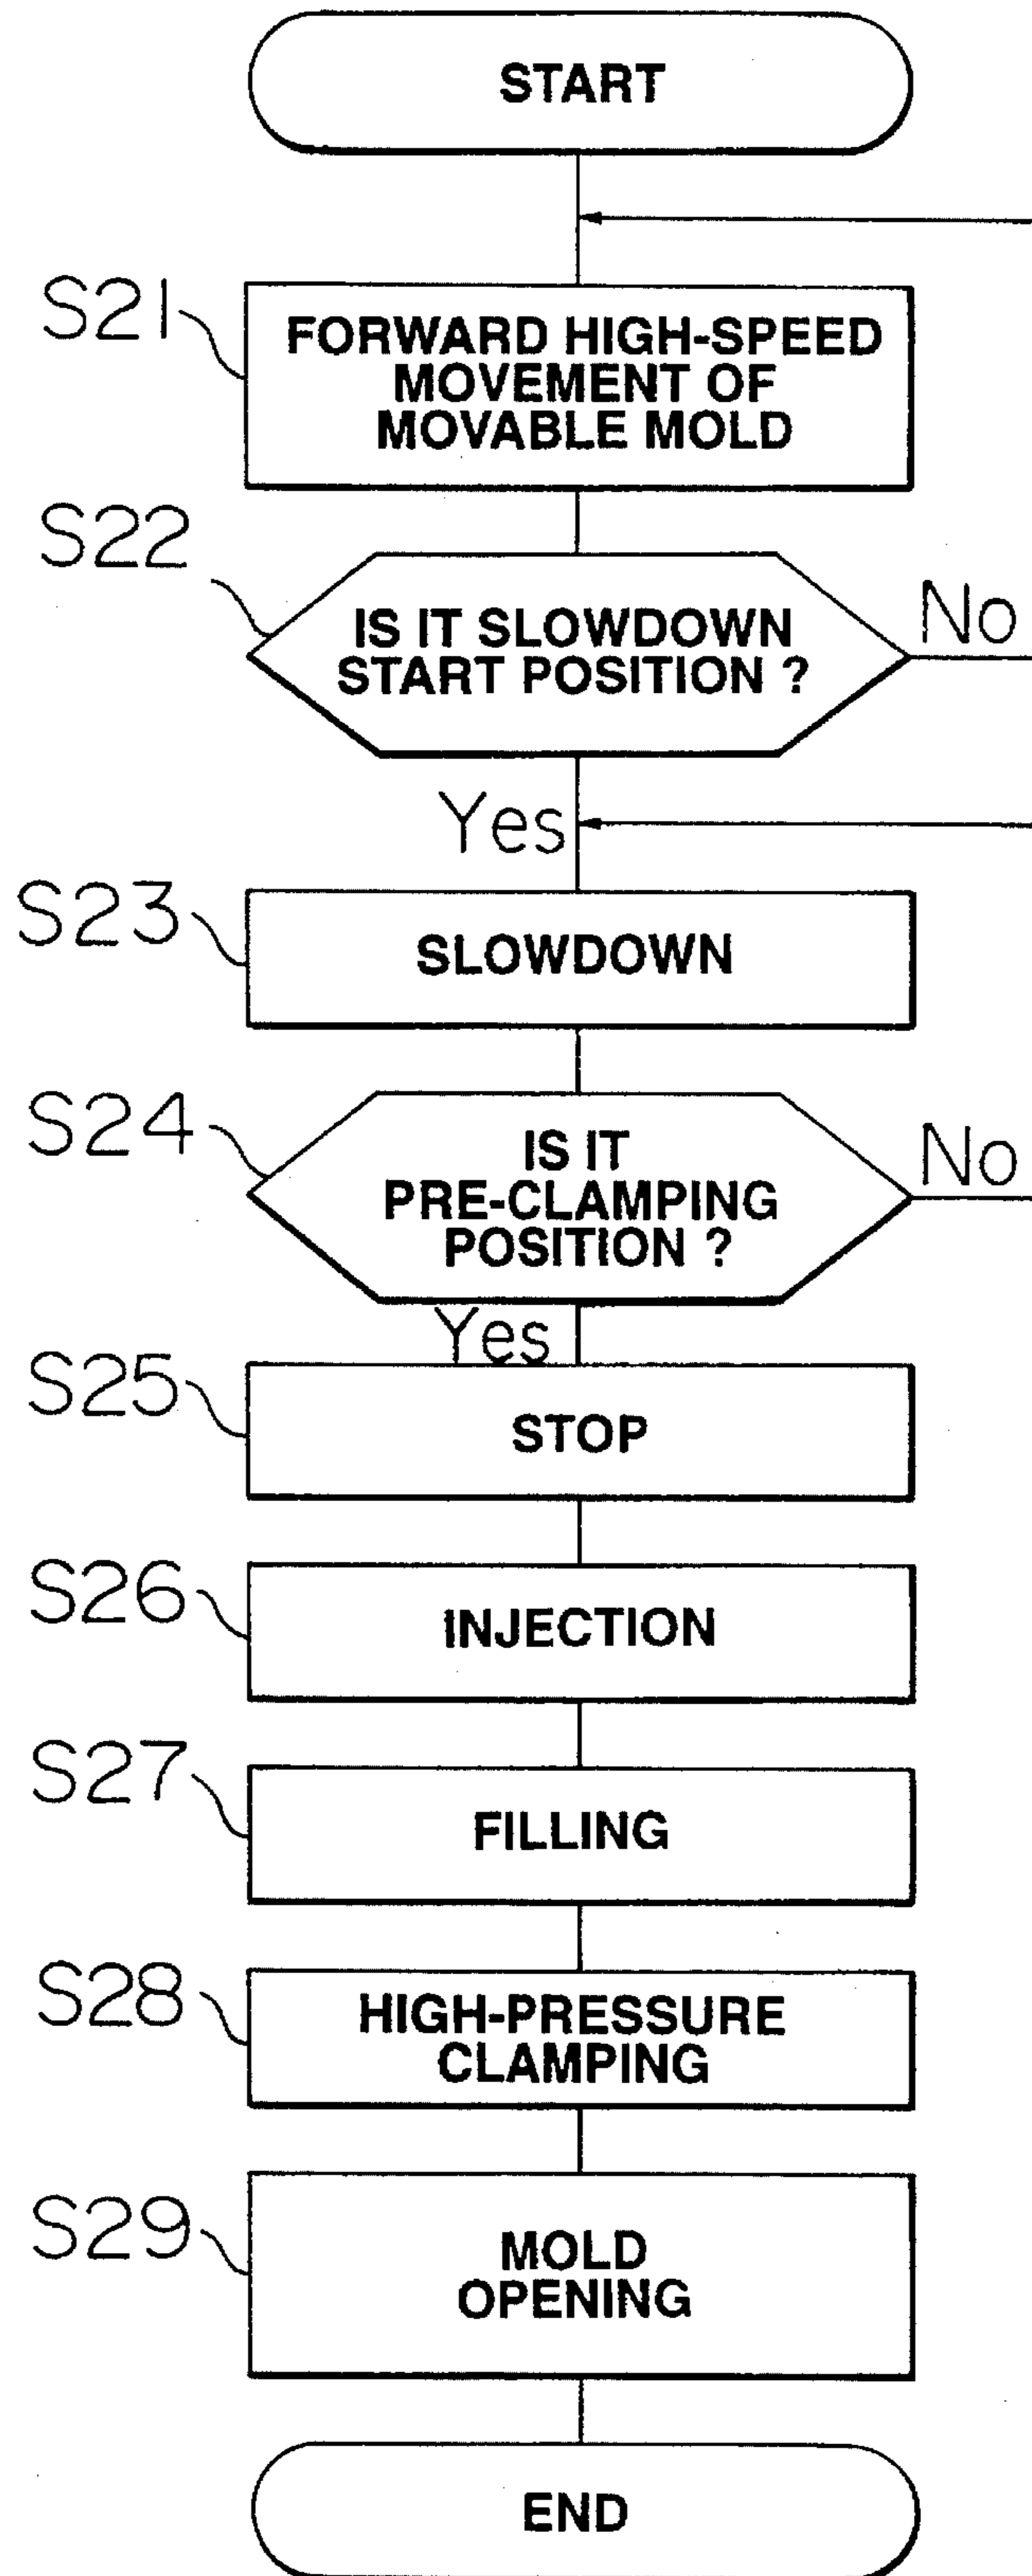 START
S21
FORWARD HIGH-SPEED
MOVEMENT OF
MOVABLE MOLD
S22
IS IT SLOWDOWN
START POSITION ?
No
Yes
S23
SLOWDOWN
S24
IS IT
PRE-CLAMPING
POSITION ?
No
Yes
S25
STOP
S26
INJECTION
S27
FILLING
S28
HIGH-PRESSURE
CLAMPING
S29
MOLD
OPENING
END